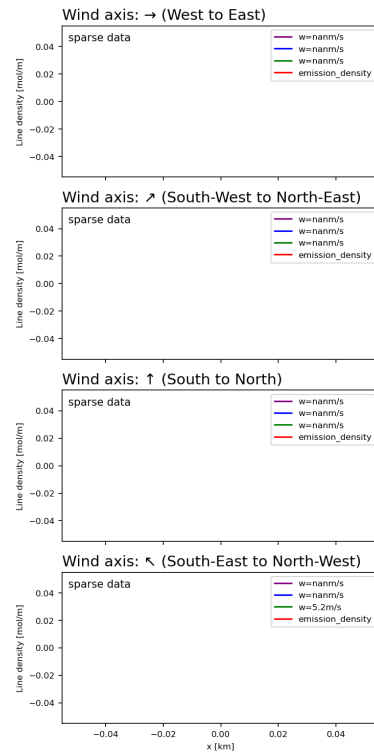 Wind axis: → (West to East)
sparse data
w=nanm/s
w=nanm/s
w=nanm/s
emission_density
0.04
0.02
0.00
−0.02
−0.04
Line density [mol/m]
Wind axis: ↗ (South-West to North-East)
sparse data
w=nanm/s
w=nanm/s
w=nanm/s
emission_density
0.04
0.02
0.00
−0.02
−0.04
Line density [mol/m]
Wind axis: ↑ (South to North)
sparse data
w=nanm/s
w=nanm/s
w=nanm/s
emission_density
0.04
0.02
0.00
−0.02
−0.04
Line density [mol/m]
Wind axis: ↖ (South-East to North-West)
sparse data
w=nanm/s
w=nanm/s
w=5.2m/s
emission_density
0.04
0.02
0.00
−0.02
−0.04
Line density [mol/m]
−0.04 −0.02 0.00 0.02 0.04
x [km]